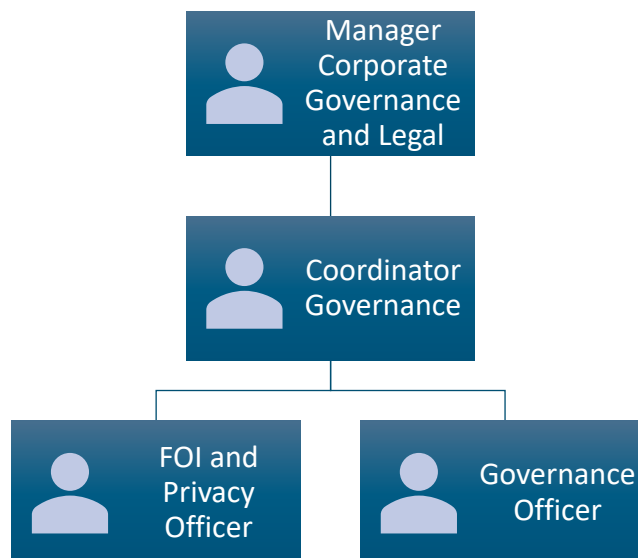 Manager
Corporate
Governance
and Legal
Coordinator
Governance
FOI and
Privacy
Officer
Governance
Officer